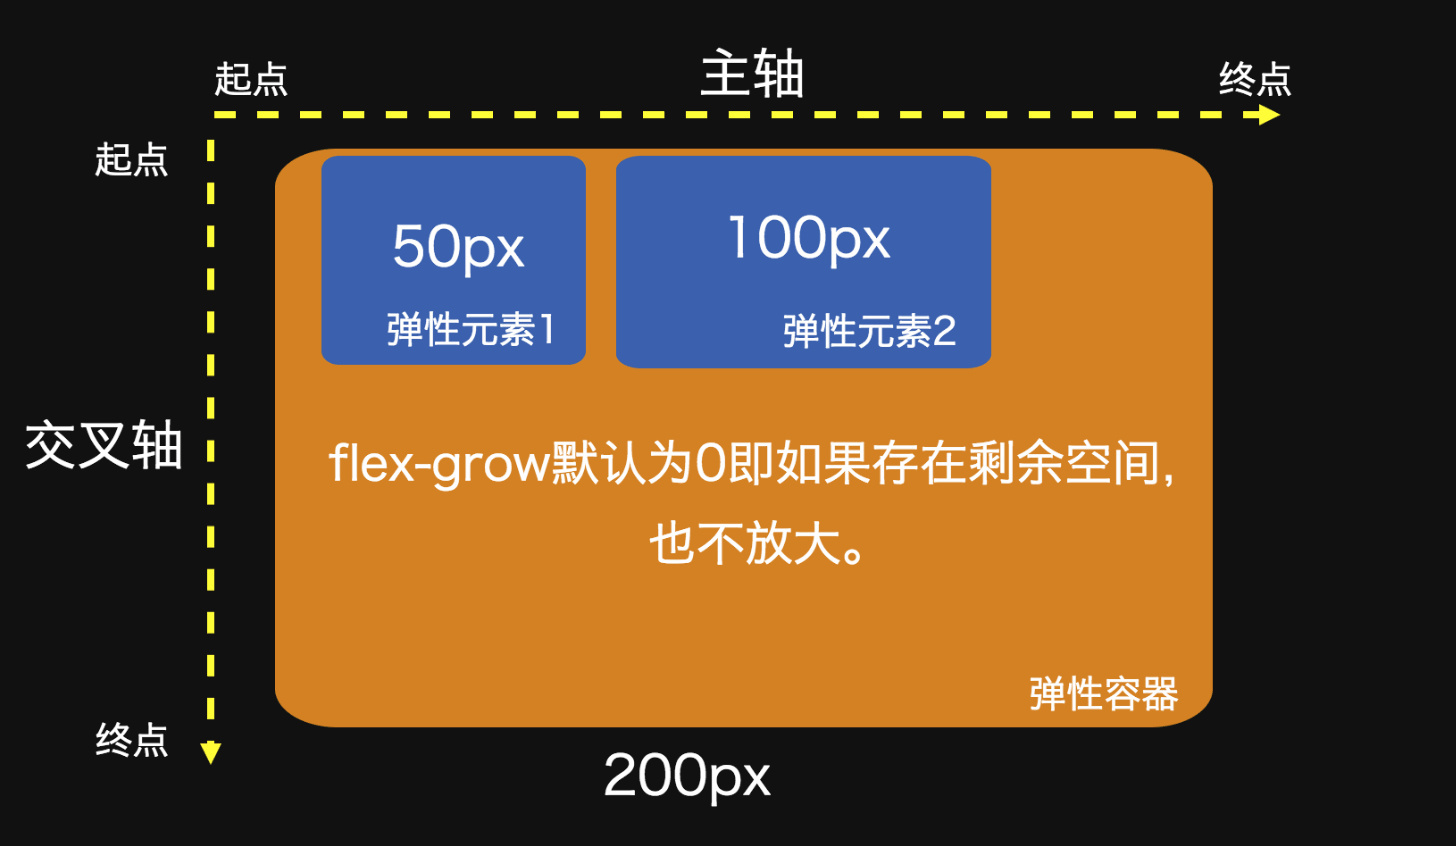 主轴
起点
终点
起点
50px
100px
弹性元素1
弹性元素2
交叉轴
flex-grow默认为0即如果存在剩余空间,
也不放大。
弹性容器
终点
200px